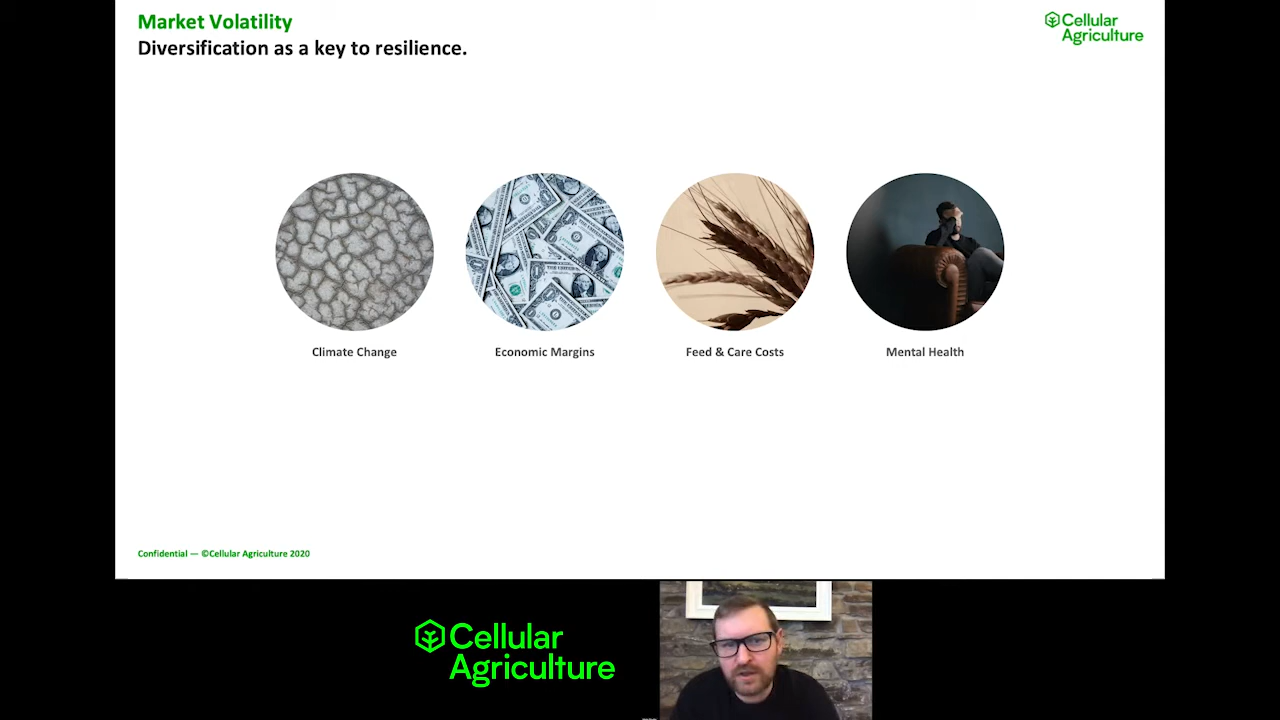 Market Volatility
Diversification as a key to resilience.
Cellular
Agriculture
Climate Change
Economic Margins
Feed & Care Costs
Mental Health
Confidential — ©Cellular Agriculture 2020
Cellular
Agriculture